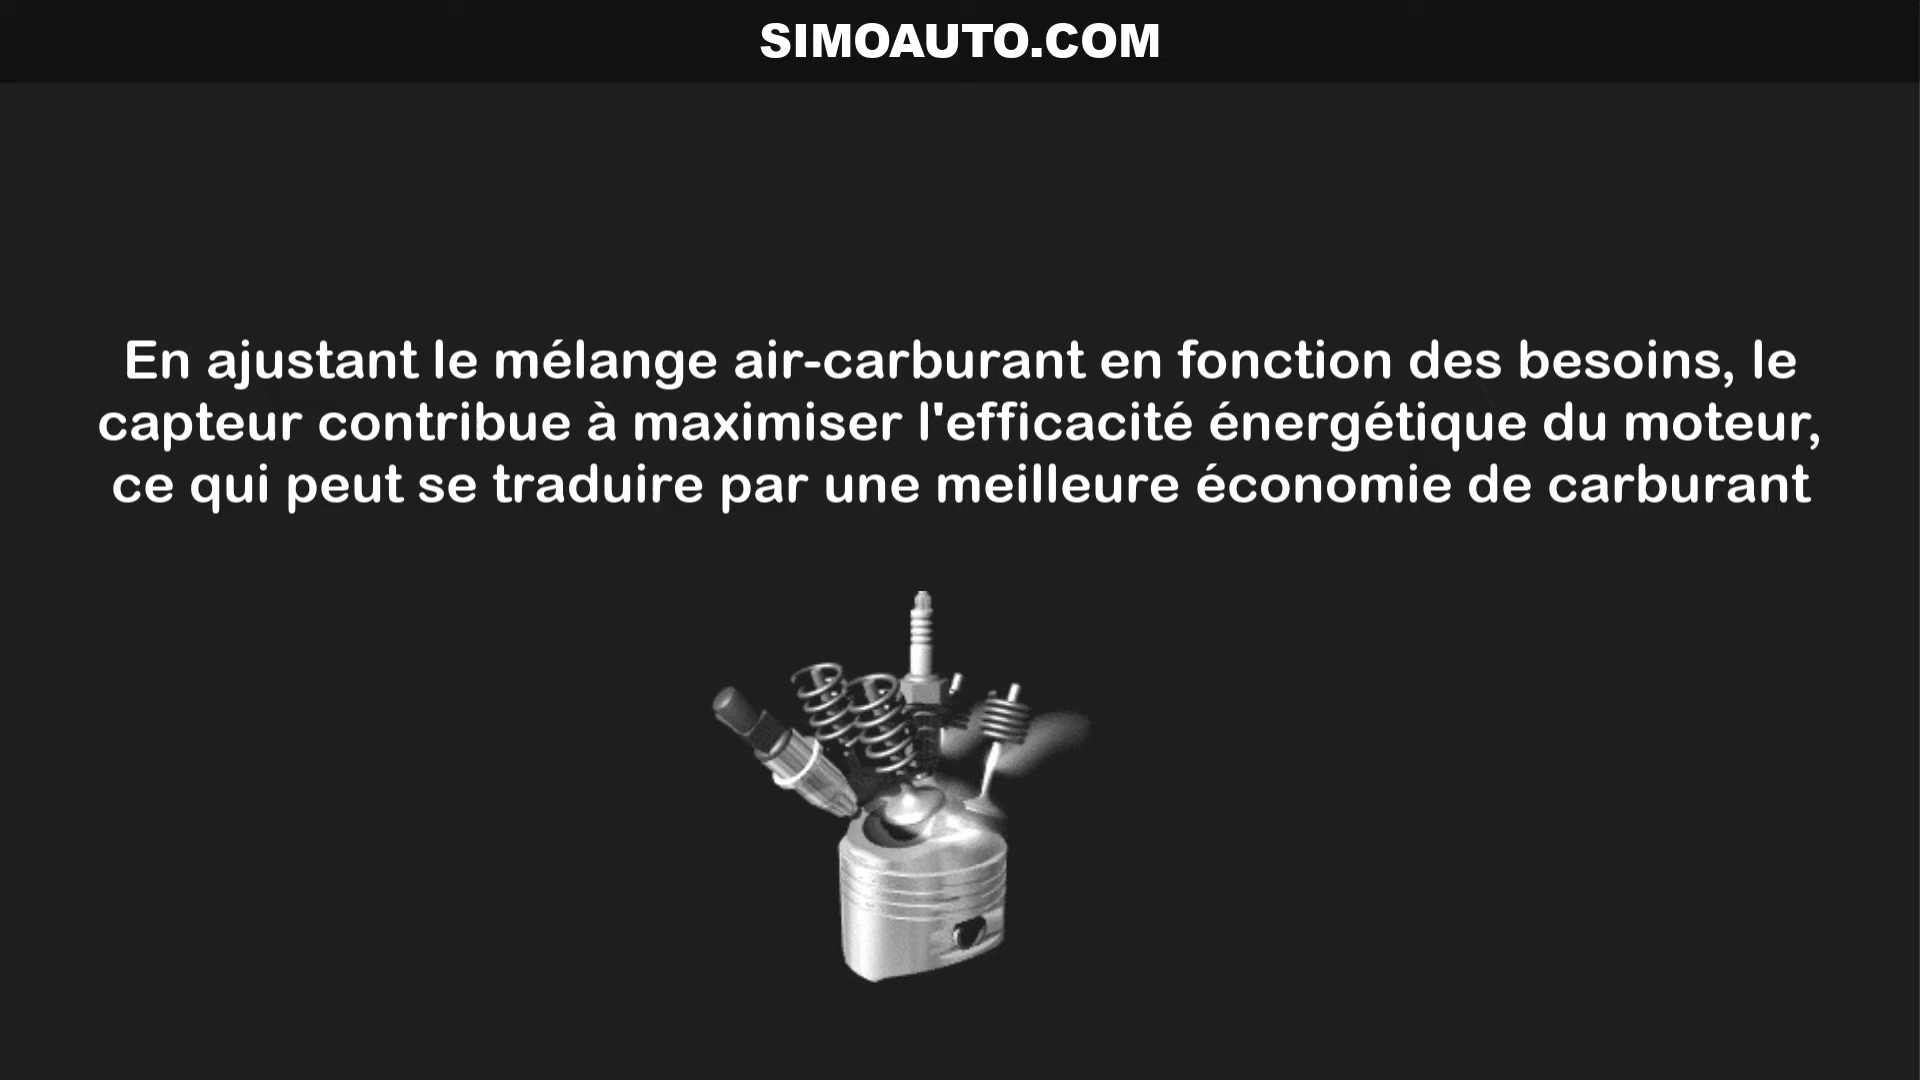 SIMOAUTO.COM
En ajustant le mélange air-carburant en fonction des besoins, le
capteur contribue à maximiser l'efficacité énergétique du moteur,
ce qui peut se traduire par une meilleure économie de carburant